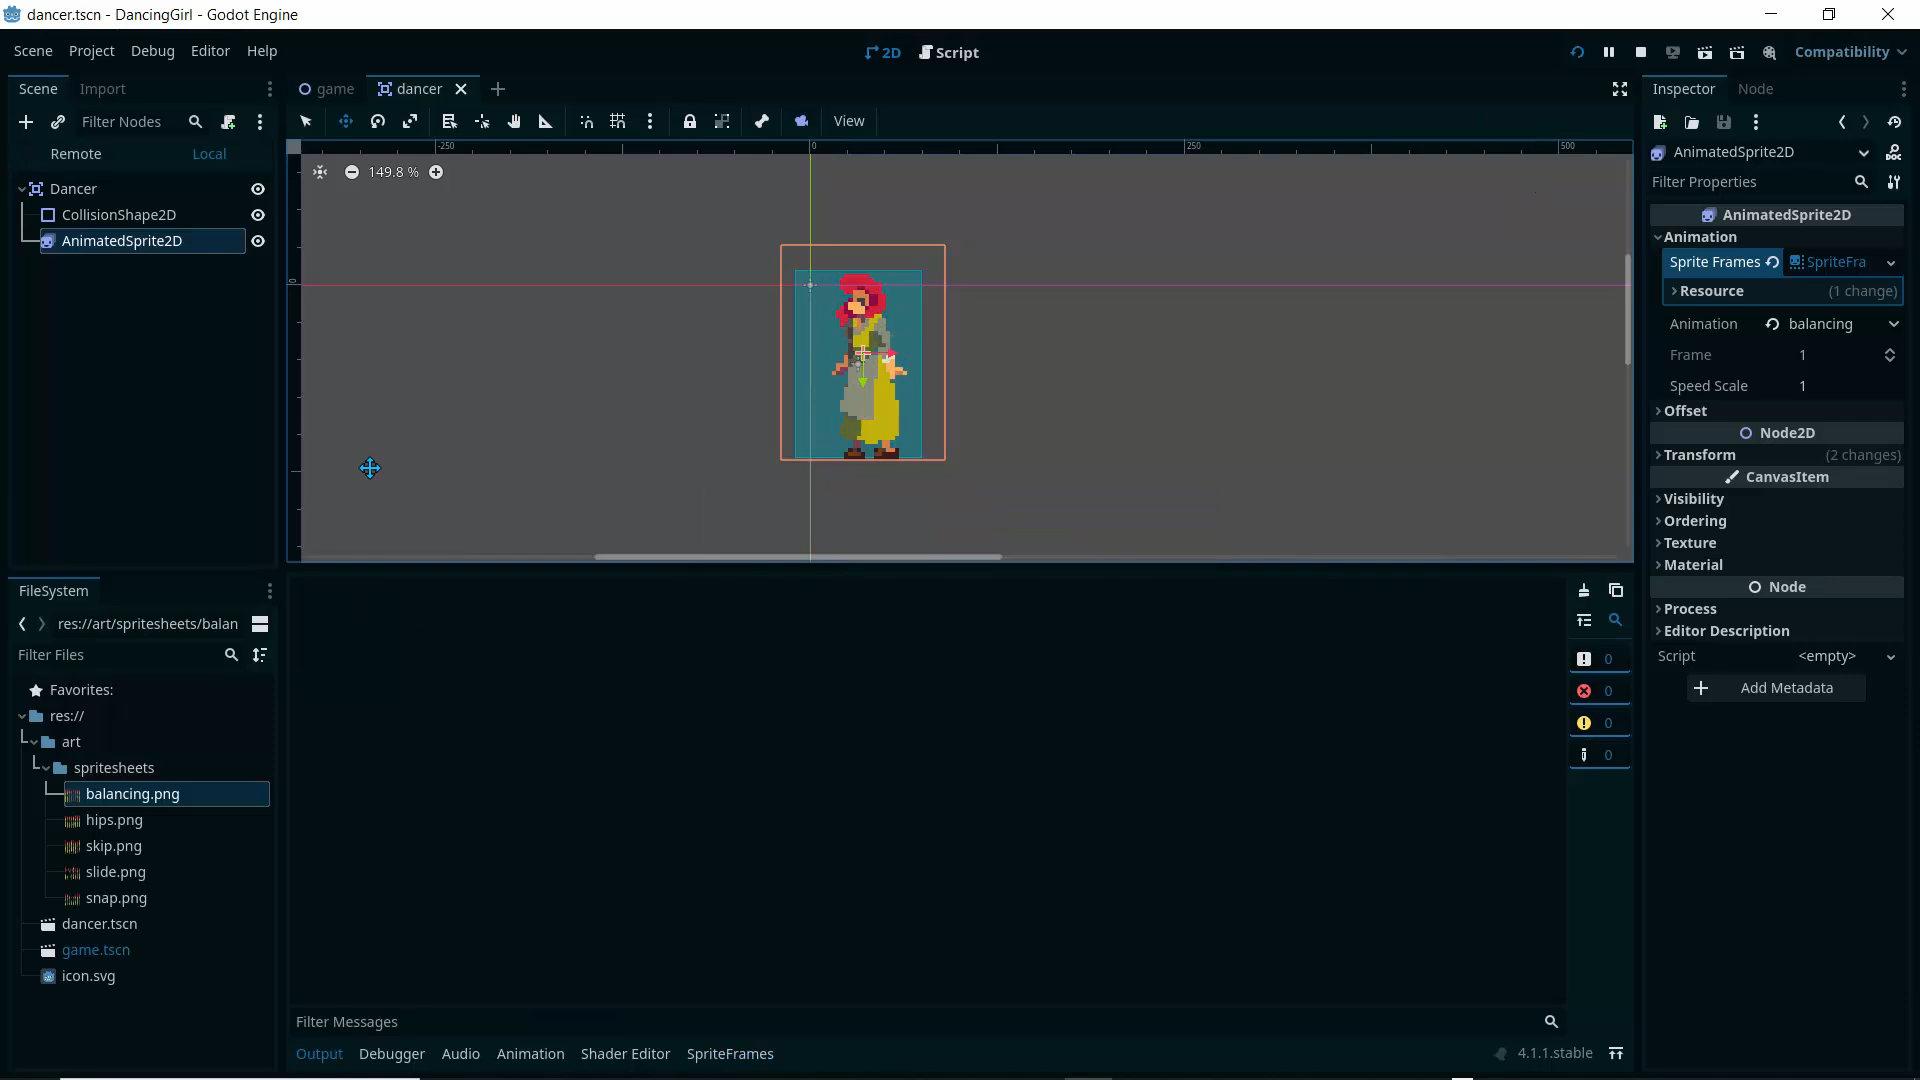 dancer.tscn - DancingGirl - Godot Engine
Scene Project Debug Editor Help
2D Script
Compatibility
Scene Import
game dancer
Inspector Node
Filter Nodes
View
Remote Local
-250 0 250 500
149.8 %
0
Dancer
CollisionShape2D
AnimatedSprite2D
AnimatedSprite2D
Filter Properties
AnimatedSprite2D
Animation
Sprite Frames SpriteFra
Resource (1 change)
Animation balancing
Frame 1
Speed Scale 1
Offset
Node2D
Transform (2 changes)
CanvasItem
Visibility
Ordering
Texture
Material
Node
Process
Editor Description
Script <empty>
Add Metadata
FileSystem
res://art/spritesheets/balan
Filter Files
Favorites:
res://
art
spritesheets
balancing.png
hips.png
skip.png
slide.png
snap.png
dancer.tscn
game.tscn
icon.svg
0
0
0
0
Filter Messages
Output Debugger Audio Animation Shader Editor SpriteFrames
4.1.1.stable